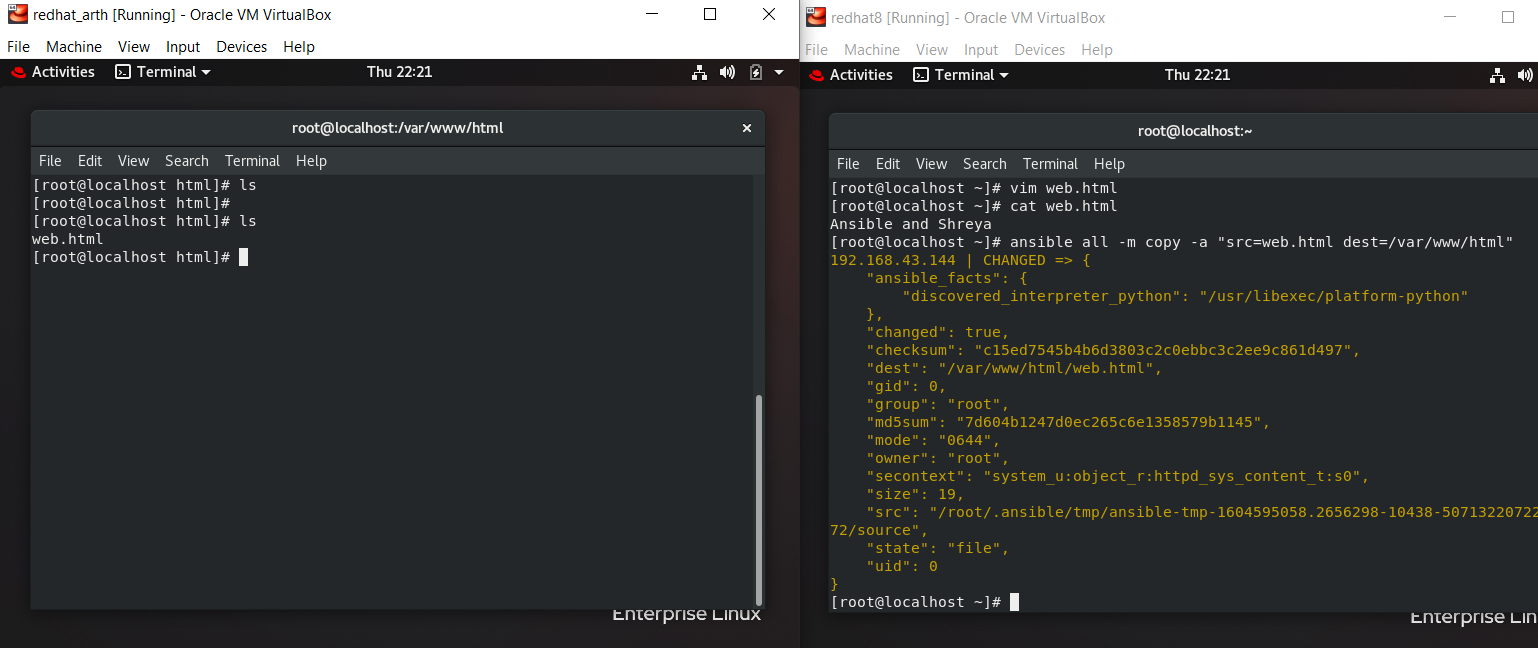 redhat_arth [Running] - Oracle VM VirtualBox
File Machine View Input Devices Help
Activities Terminal Thu 22:21
root@localhost:/var/www/html
File Edit View Search Terminal Help
[root@localhost html]# ls
[root@localhost html]#
[root@localhost html]# ls
web.html
[root@localhost html]#
Enterprise Linux
redhat8 [Running] - Oracle VM VirtualBox
File Machine View Input Devices Help
Activities Terminal Thu 22:21
root@localhost:~
File Edit View Search Terminal Help
[root@localhost ~]# vim web.html
[root@localhost ~]# cat web.html
Ansible and Shreya
[root@localhost ~]# ansible all -m copy -a "src=web.html dest=/var/www/html"
192.168.43.144 | CHANGED => {
    "ansible_facts": {
        "discovered_interpreter_python": "/usr/libexec/platform-python"
    },
    "changed": true,
    "checksum": "c15ed7545b4b6d3803c2c0ebbc3c2ee9c861d497",
    "dest": "/var/www/html/web.html",
    "gid": 0,
    "group": "root",
    "md5sum": "7d604b1247d0ec265c6e1358579b1145",
    "mode": "0644",
    "owner": "root",
    "secontext": "system_u:object_r:httpd_sys_content_t:s0",
    "size": 19,
    "src": "/root/.ansible/tmp/ansible-tmp-1604595058.2656298-10438-50713220722
72/source",
    "state": "file",
    "uid": 0
}
[root@localhost ~]#
Enterprise Lin